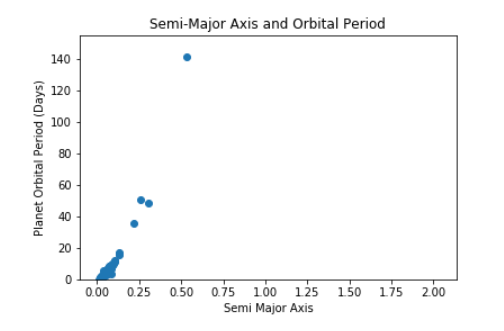 Semi-Major Axis and Orbital Period
140
120
100
80
60
40
20
0
Planet Orbital Period (Days)
0.00 0.25 0.50 0.75 1.00 1.25 1.50 1.75 2.00
Semi Major Axis